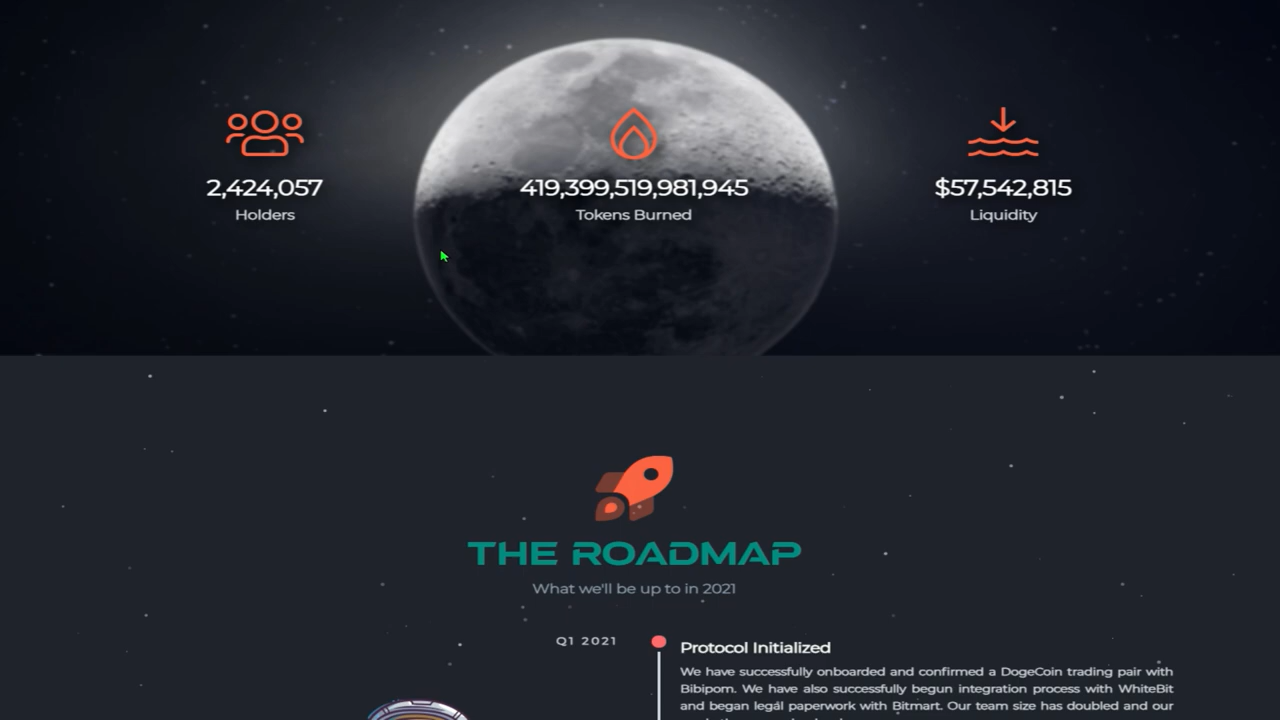 2,424,057
Holders
419,399,519,981,945
Tokens Burned
$57,542,815
Liquidity
THE ROADMAP
What we'll be up to in 2021
Q1 2021
Protocol Initialized
We have successfully onboarded and confirmed a DogeCoin trading pair with
Bibipom. We have also successfully begun integration process with WhiteBit
and began legal paperwork with Bitmart. Our team size has doubled and our